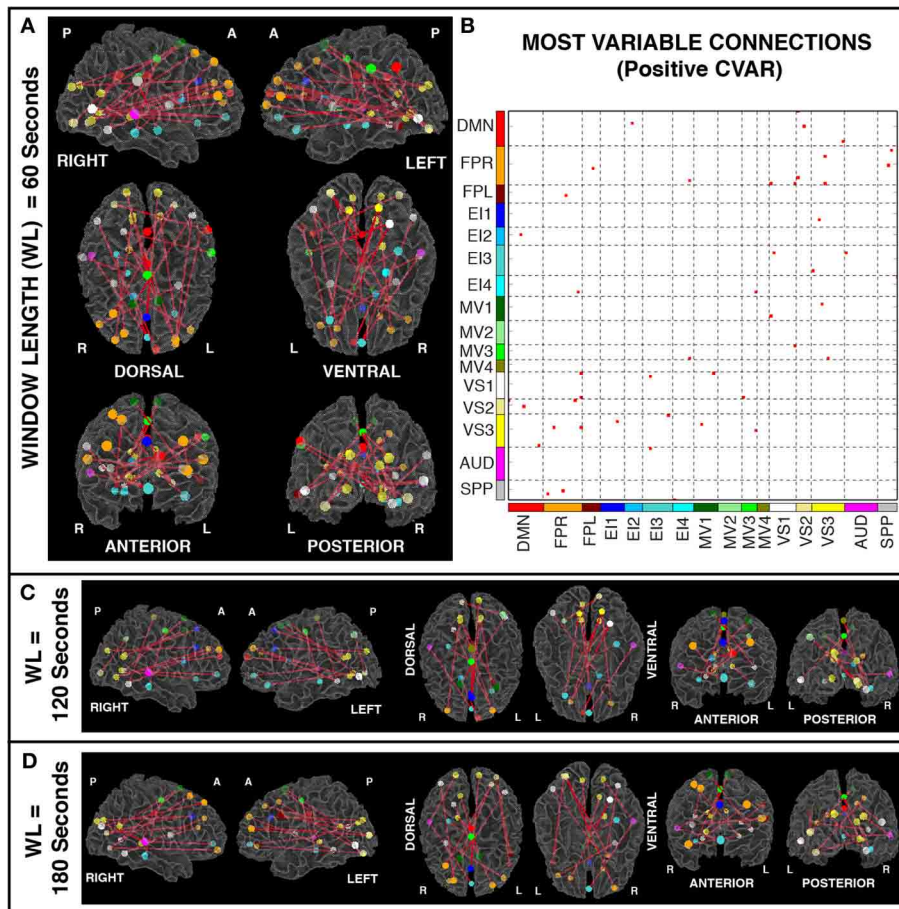 A
P
A
A
P
RIGHT
LEFT
WINDOW LENGTH (WL) = 60 Seconds
R
L
L
R
DORSAL
VENTRAL
R
L
L
R
ANTERIOR
POSTERIOR
B
MOST VARIABLE CONNECTIONS
(Positive CVAR)
DMN
FPR
FPL
EI1
EI2
EI3
EI4
MV1
MV2
MV3
MV4
VS1
VS2
VS3
AUD
SPP
DMN
FPR
FPL
EI1
EI2
EI3
EI4
MV1
MV2
MV3
MV4
VS1
VS2
VS3
AUD
SPP
C
WL =
120 Seconds
P
A
A
P
RIGHT
LEFT
DORSAL
R
L
L
R
VENTRAL
R
L
L
R
ANTERIOR
POSTERIOR
D
WL =
180 Seconds
P
A
A
P
RIGHT
LEFT
DORSAL
R
L
L
R
VENTRAL
R
L
L
R
ANTERIOR
POSTERIOR